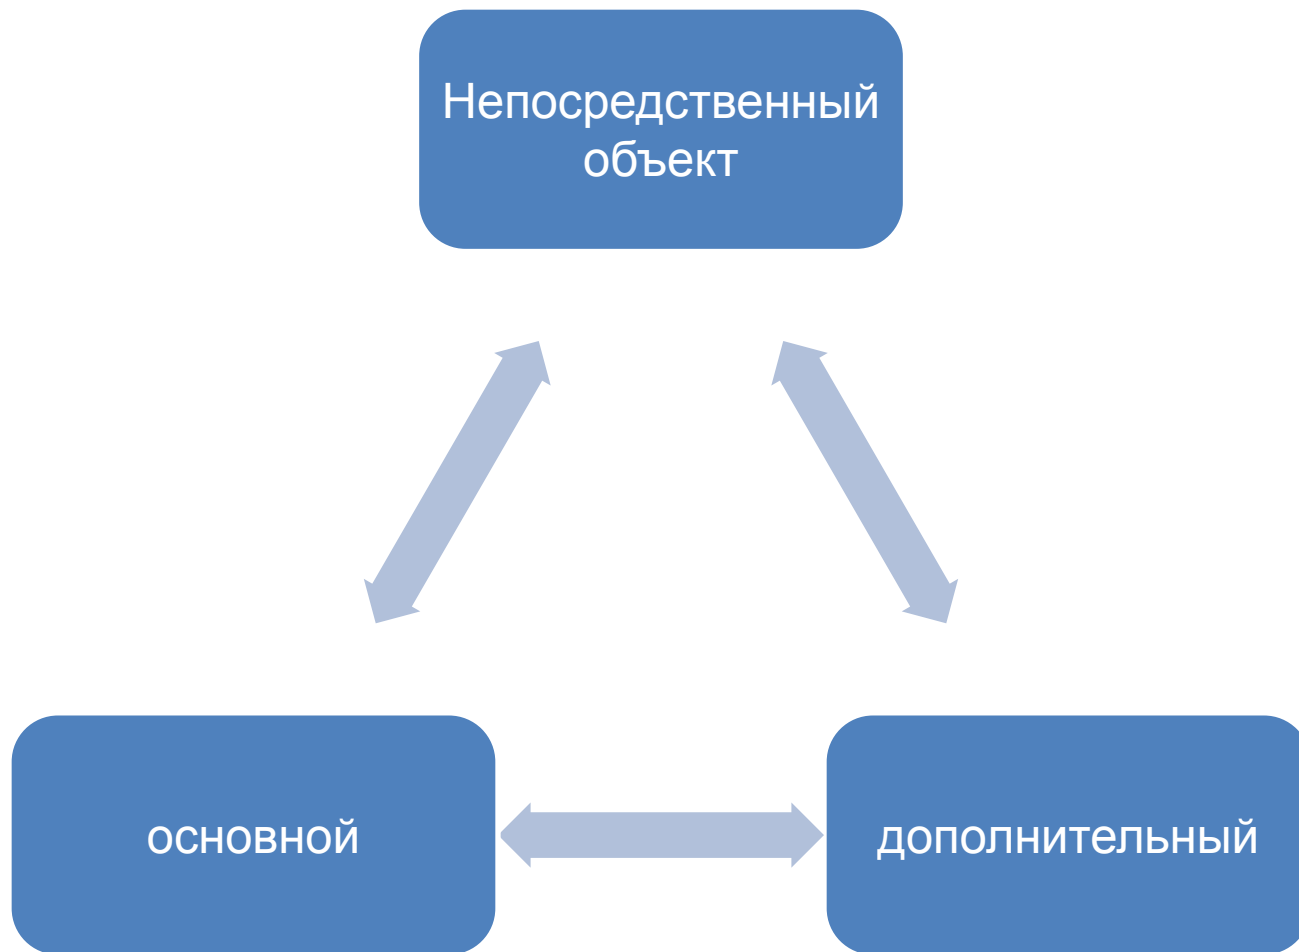 Непосредственный
объект
основной
дополнительный